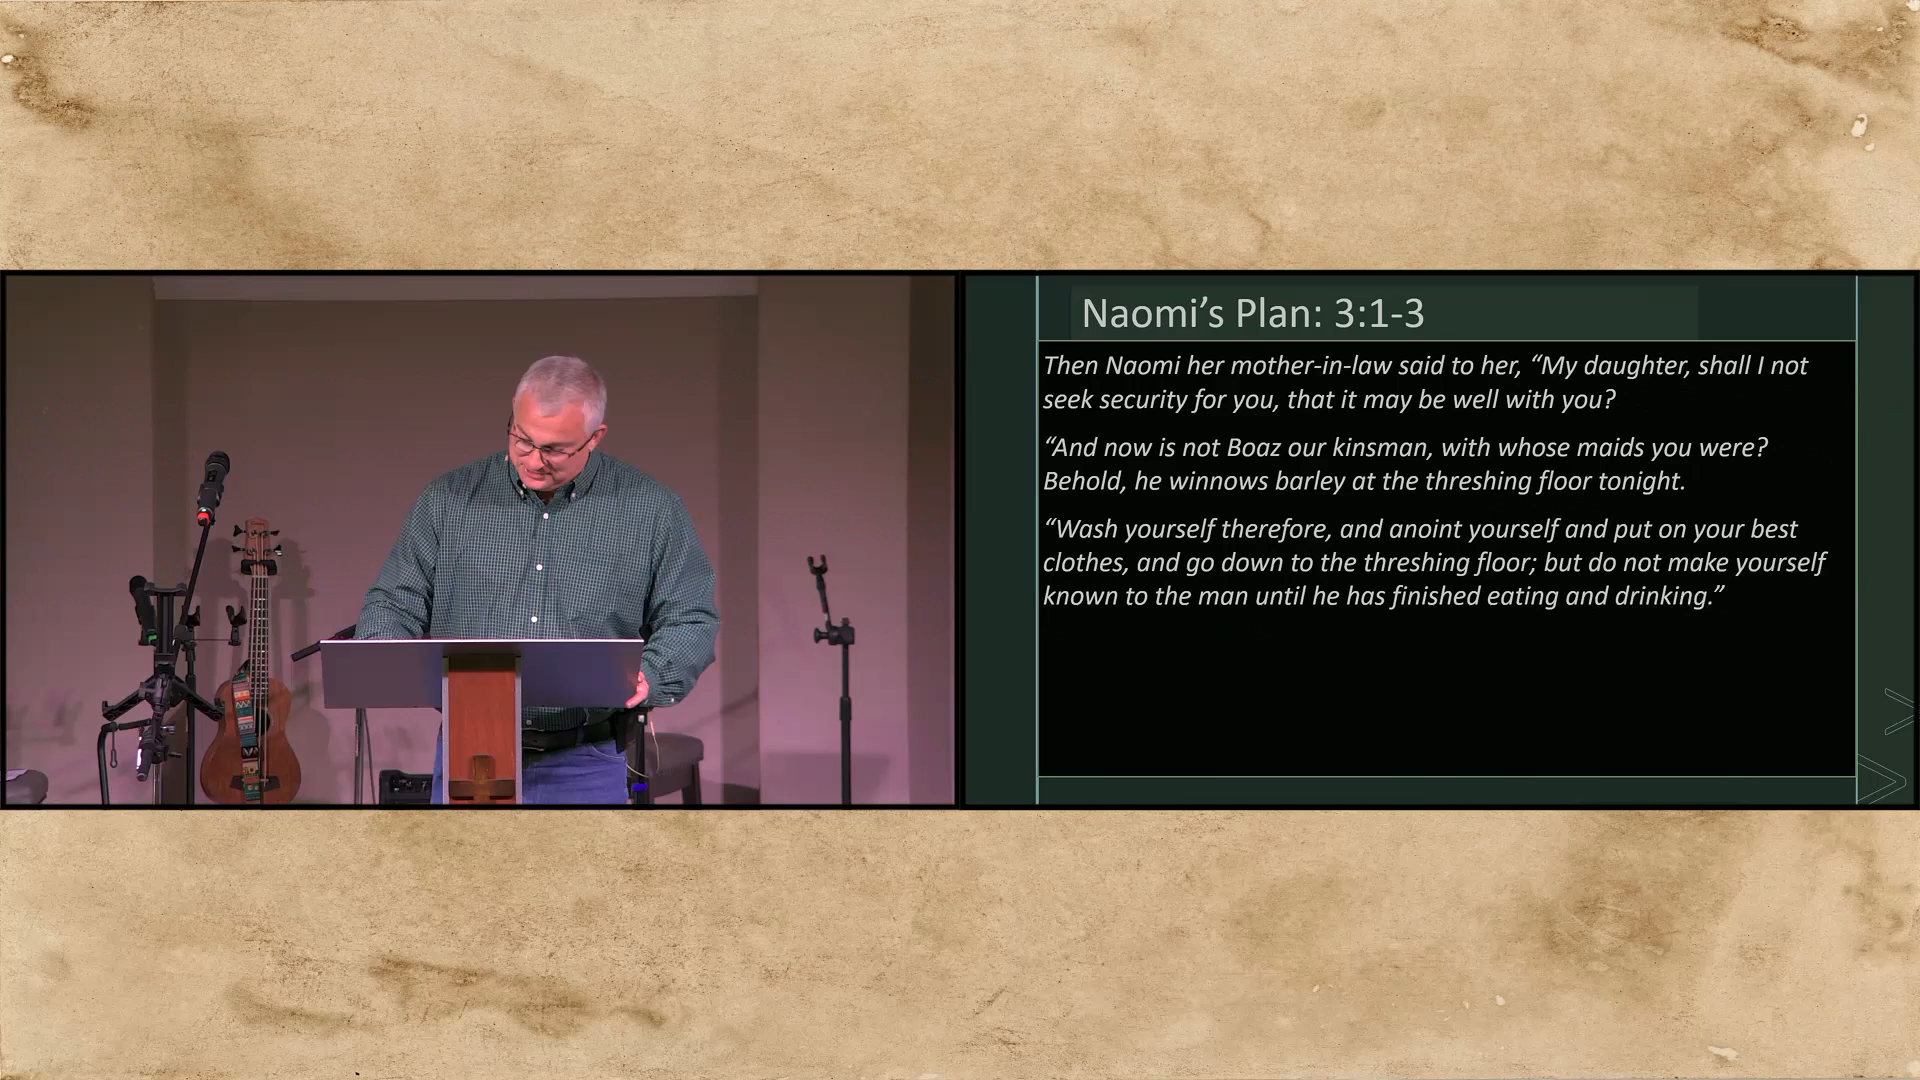 Naomi’s Plan: 3:1-3
Then Naomi her mother-in-law said to her, “My daughter, shall I not
seek security for you, that it may be well with you?
“And now is not Boaz our kinsman, with whose maids you were?
Behold, he winnows barley at the threshing floor tonight.
“Wash yourself therefore, and anoint yourself and put on your best
clothes, and go down to the threshing floor; but do not make yourself
known to the man until he has finished eating and drinking.”